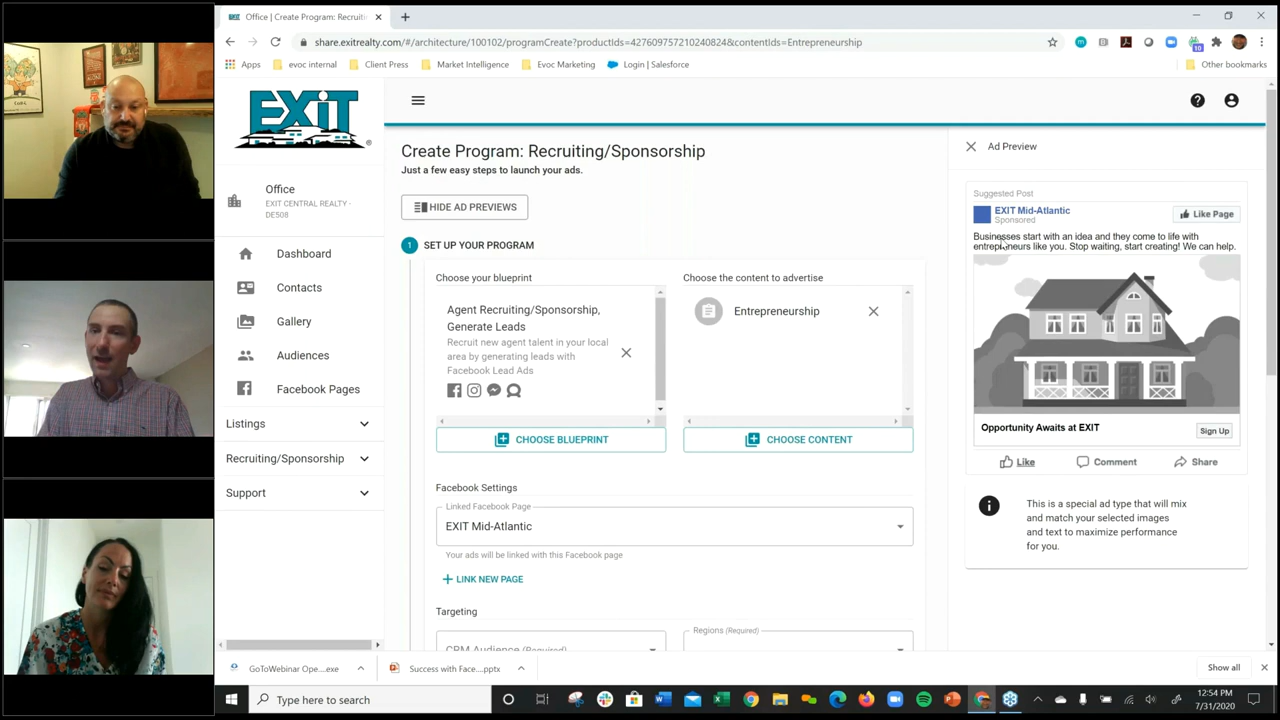 Office | Create Program: Recruiti
share.exitrealty.com/#/architecture/100102/programCreate?productIds=427609757210240824&contentIds=Entrepreneurship
10
Apps
evoc internal
Client Press
Market Intelligence
Evoc Marketing
Login | Salesforce
Other bookmarks
EXIT
®
Office
EXIT CENTRAL REALTY -
DE508
Dashboard
Contacts
Gallery
Audiences
Facebook Pages
Listings
Recruiting/Sponsorship
Support
Create Program: Recruiting/Sponsorship
Just a few easy steps to launch your ads.
HIDE AD PREVIEWS
1 SET UP YOUR PROGRAM
Choose your blueprint
Agent Recruiting/Sponsorship,
Generate Leads
Recruit new agent talent in your local
area by generating leads with
Facebook Lead Ads
CHOOSE BLUEPRINT
Choose the content to advertise
Entrepreneurship
CHOOSE CONTENT
Facebook Settings
Linked Facebook Page
EXIT Mid-Atlantic
Your ads will be linked with this Facebook page
+ LINK NEW PAGE
Targeting
CRM Audience (Required)
Regions (Required)
Ad Preview
Suggested Post
EXIT Mid-Atlantic
Sponsored
Like Page
Businesses start with an idea and they come to life with
entrepreneurs like you. Stop waiting, start creating! We can help.
Opportunity Awaits at EXIT
Sign Up
Like
Comment
Share
This is a special ad type that will mix
and match your selected images
and text to maximize performance
for you.
GoToWebinar Ope....exe
Success with Face....pptx
Show all
Type here to search
12:54 PM
7/31/2020